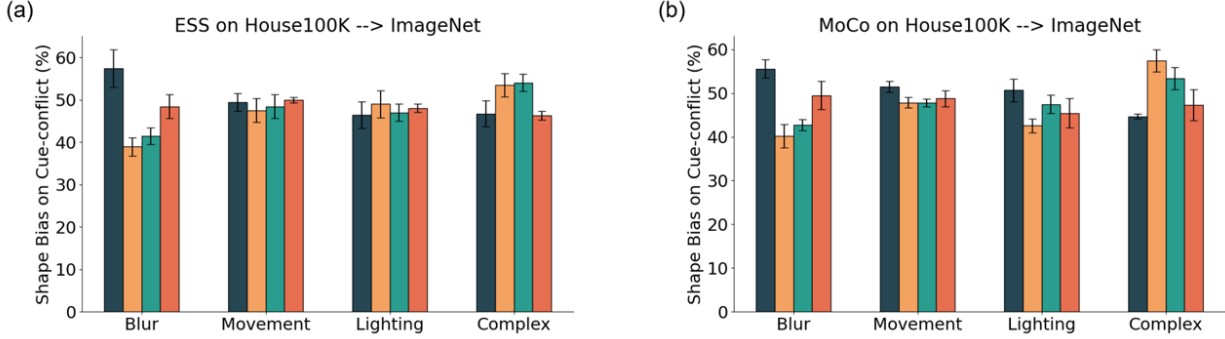 (a)
ESS on House100K --> ImageNet
Shape Bias on Cue-conflict (%)
60
50
40
30
20
10
0
Blur Movement Lighting Complex
(b)
MoCo on House100K --> ImageNet
Shape Bias on Cue-conflict (%)
60
50
40
30
20
10
0
Blur Movement Lighting Complex